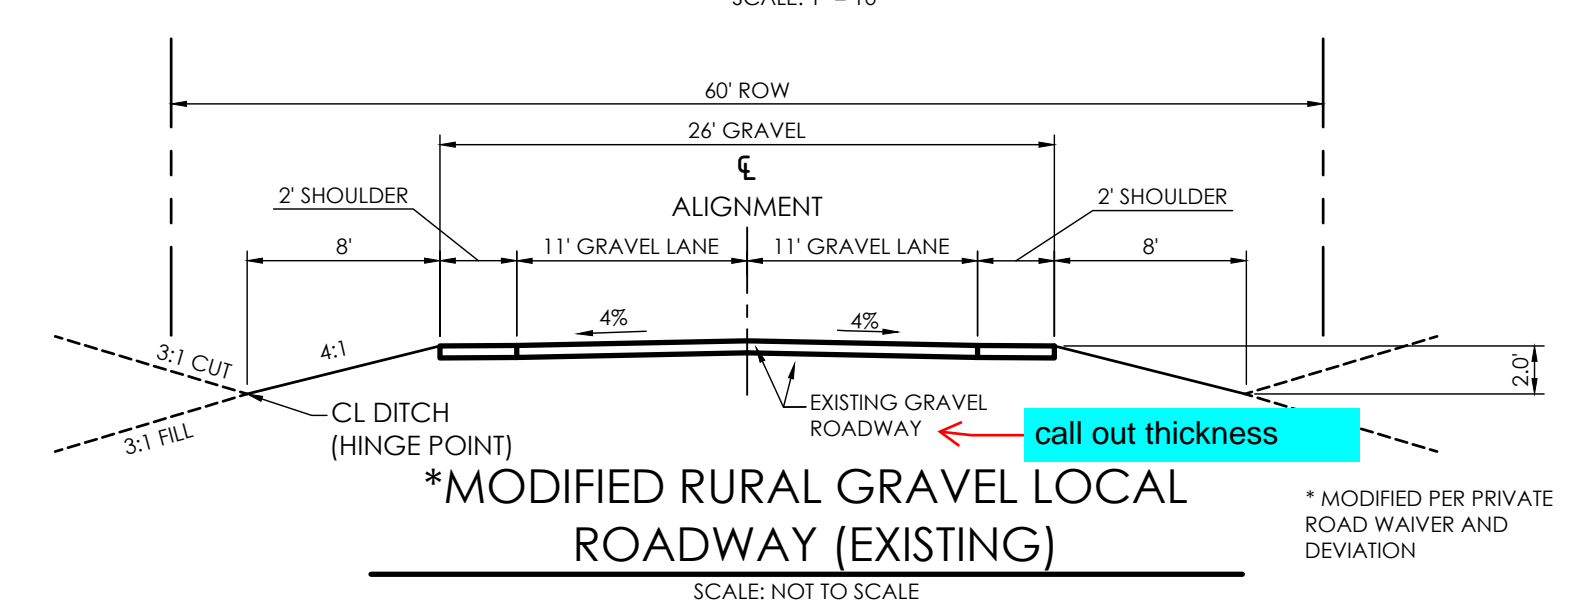 60' ROW
26' GRAVEL
℄
2' SHOULDER
ALIGNMENT
2' SHOULDER
8'
11' GRAVEL LANE
11' GRAVEL LANE
8'
4%
4%
3:1 CUT
4:1
2.0'
EXISTING GRAVEL
ROADWAY
call out thickness
CL DITCH
(HINGE POINT)
3:1 FILL
*MODIFIED RURAL GRAVEL LOCAL
ROADWAY (EXISTING)
* MODIFIED PER PRIVATE
ROAD WAIVER AND
DEVIATION
SCALE: NOT TO SCALE